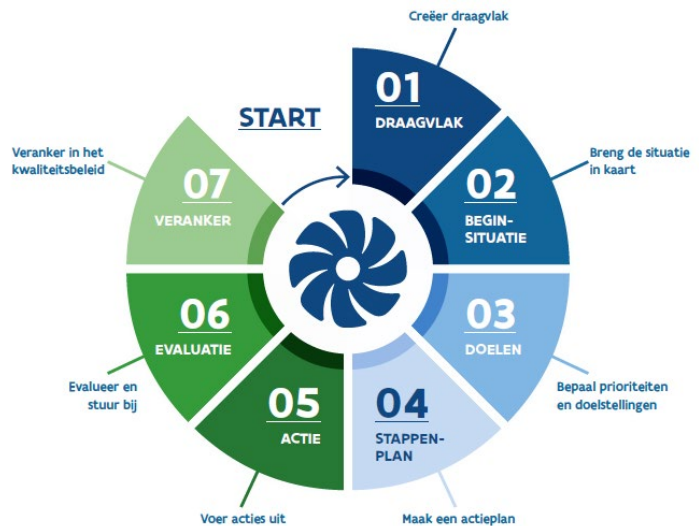 START
Creëer draagvlak
01
DRAAGVLAK
Breng de situatie
in kaart
02
BEGIN-
SITUATIE
03
DOELEN
Bepaal prioriteiten
en doelstellingen
04
STAPPEN-
PLAN
Maak een actieplan
05
ACTIE
Voer acties uit
06
EVALUATIE
Evalueer en
stuur bij
07
VERANKER
Veranker in het
kwaliteitsbeleid